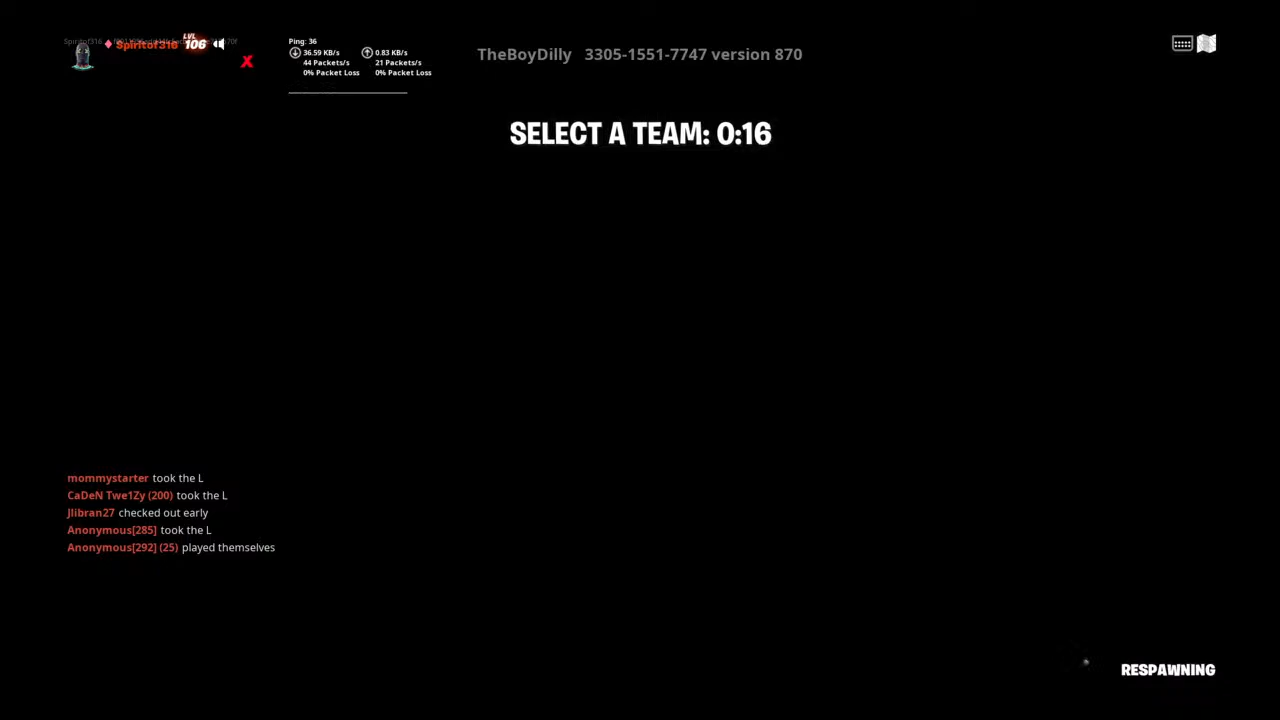 Spiritof316
LVL
106
X
Ping: 36
36.59 KB/s 0.83 KB/s
44 Packets/s 21 Packets/s
0% Packet Loss 0% Packet Loss
TheBoyDilly 3305-1551-7747 version 870
SELECT A TEAM: 0:16
mommystarter took the L
CaDeN Twe1Zy (200) took the L
Jlibran27 checked out early
Anonymous[285] took the L
Anonymous[292] (25) played themselves
RESPAWNING